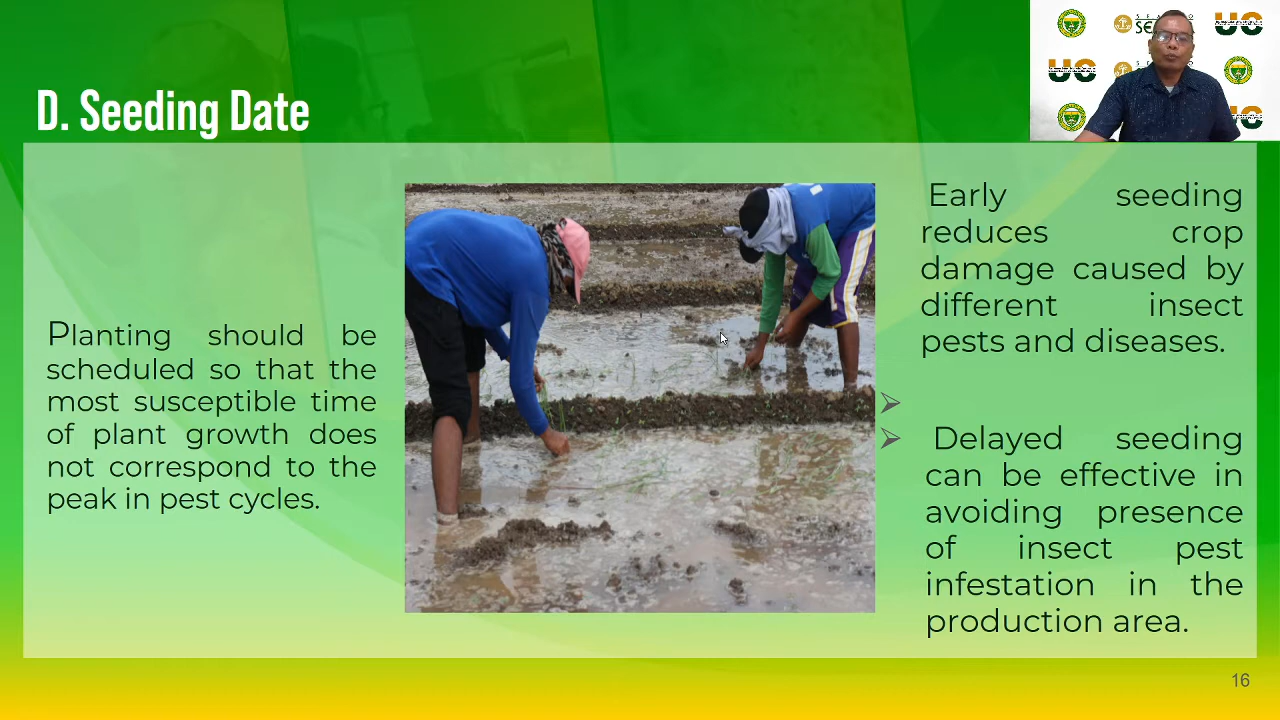 D. Seeding Date
Planting should be
scheduled so that the
most susceptible time
of plant growth does
not correspond to the
peak in pest cycles.
Early seeding
reduces crop
damage caused by
different insect
pests and diseases.
Delayed seeding
can be effective in
avoiding presence
of insect pest
infestation in the
production area.
16